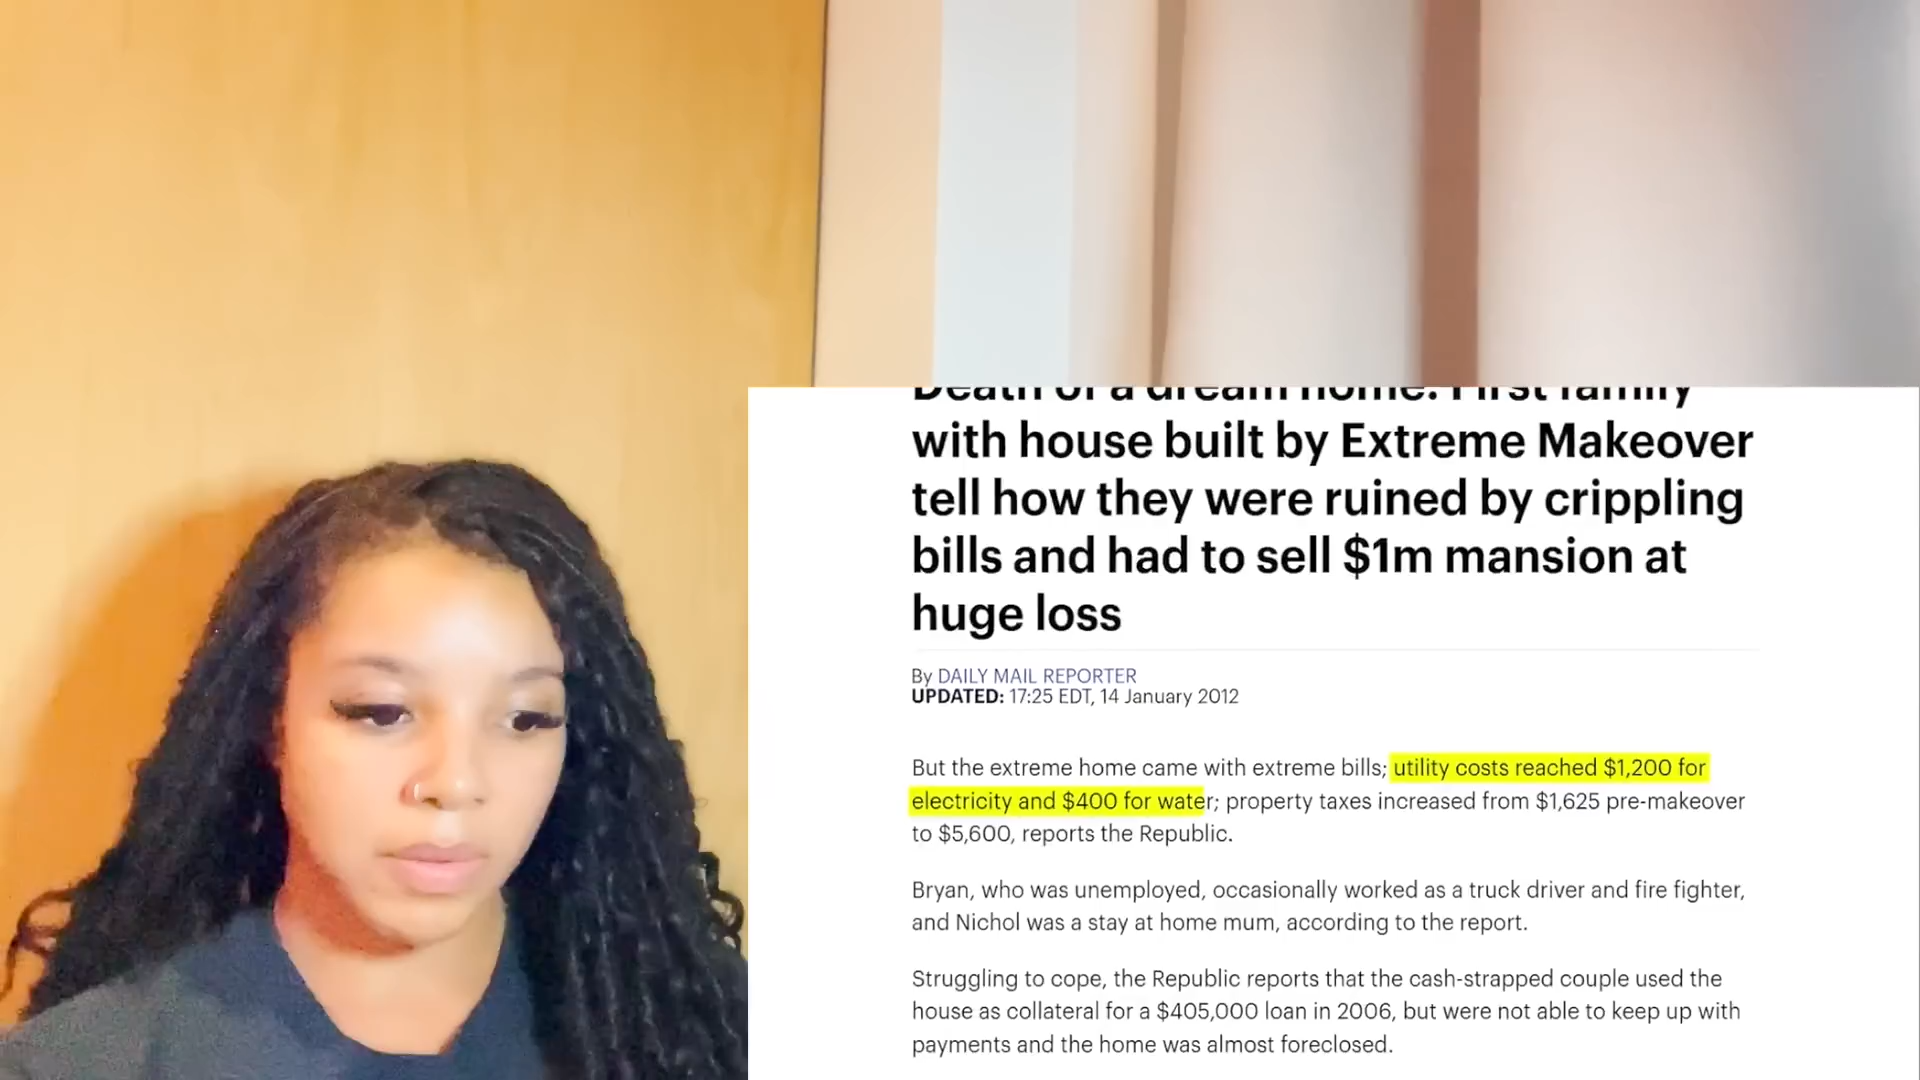 Death of a dream home: First family
with house built by Extreme Makeover
tell how they were ruined by crippling
bills and had to sell $1m mansion at
huge loss
By DAILY MAIL REPORTER
UPDATED: 17:25 EDT, 14 January 2012
But the extreme home came with extreme bills; utility costs reached $1,200 for
electricity and $400 for water; property taxes increased from $1,625 pre-makeover
to $5,600, reports the Republic.
Bryan, who was unemployed, occasionally worked as a truck driver and fire fighter,
and Nichol was a stay at home mum, according to the report.
Struggling to cope, the Republic reports that the cash-strapped couple used the
house as collateral for a $405,000 loan in 2006, but were not able to keep up with
payments and the home was almost foreclosed.